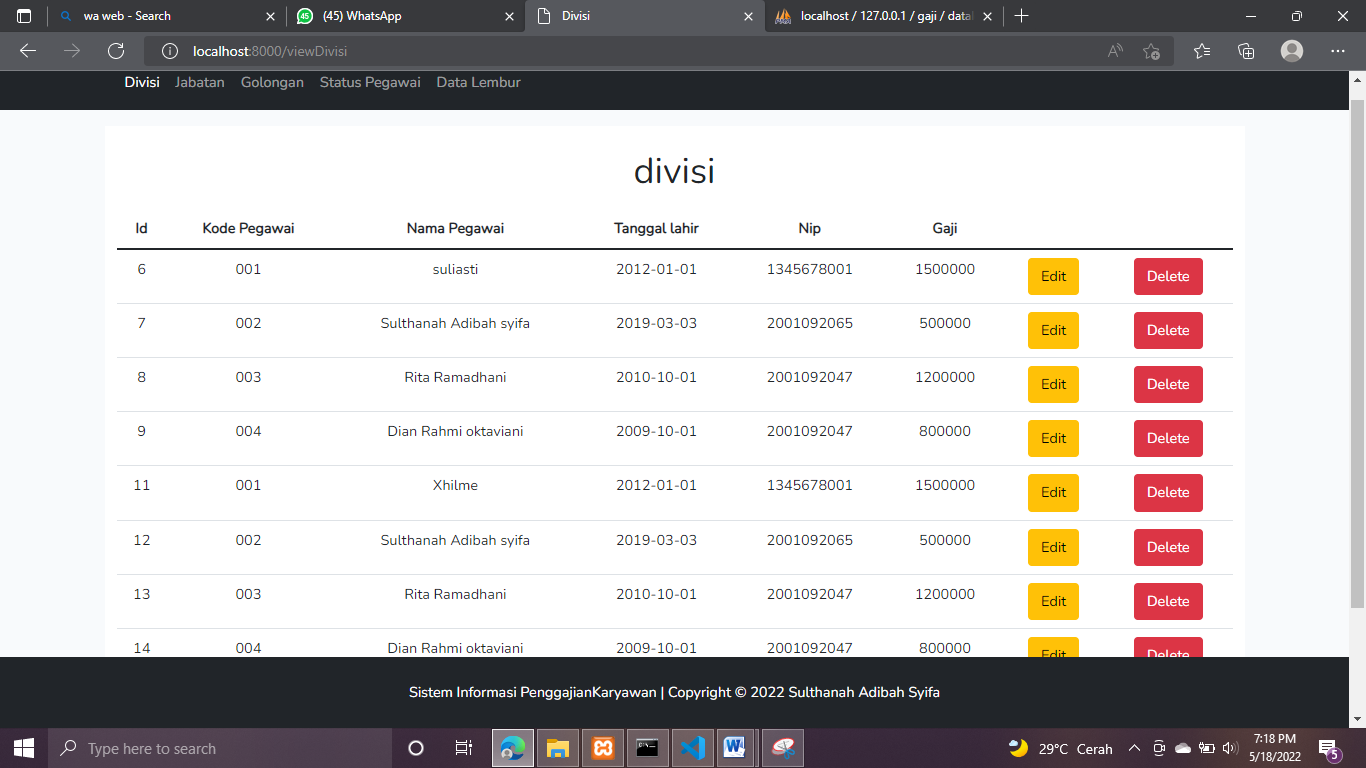 wa web - Search
(45) WhatsApp
Divisi
localhost / 127.0.0.1 / gaji / datal
localhost:8000/viewDivisi
Divisi Jabatan Golongan Status Pegawai Data Lembur
divisi
Id Kode Pegawai Nama Pegawai Tanggal lahir Nip Gaji
6 001 suliasti 2012-01-01 1345678001 1500000 Edit Delete
7 002 Sulthanah Adibah syifa 2019-03-03 2001092065 500000 Edit Delete
8 003 Rita Ramadhani 2010-10-01 2001092047 1200000 Edit Delete
9 004 Dian Rahmi oktaviani 2009-10-01 2001092047 800000 Edit Delete
11 001 Xhilme 2012-01-01 1345678001 1500000 Edit Delete
12 002 Sulthanah Adibah syifa 2019-03-03 2001092065 500000 Edit Delete
13 003 Rita Ramadhani 2010-10-01 2001092047 1200000 Edit Delete
14 004 Dian Rahmi oktaviani 2009-10-01 2001092047 800000 Edit Delete
Sistem Informasi PenggajianKaryawan | Copyright © 2022 Sulthanah Adibah Syifa
Type here to search
29°C Cerah
7:18 PM
5/18/2022
5